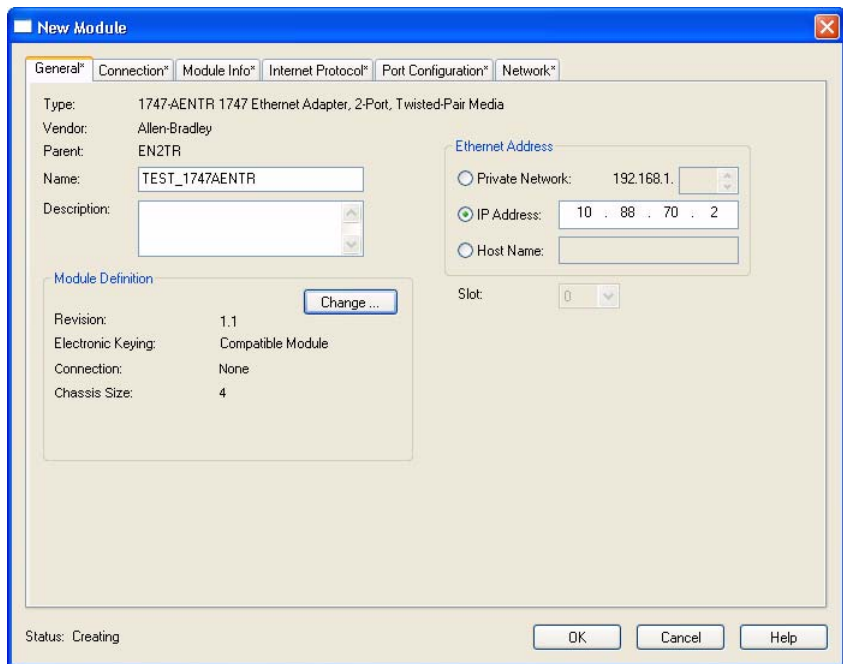 New Module
General* Connection* Module Info* Internet Protocol* Port Configuration* Network*
Type: 1747-AENTR 1747 Ethernet Adapter, 2-Port, Twisted-Pair Media
Vendor: Allen-Bradley
Parent: EN2TR
Name: TEST_1747AENTR
Description:
Ethernet Address
Private Network: 192.168.1.
IP Address: 10 . 88 . 70 . 2
Host Name:
Slot: 0
Module Definition
Change ...
Revision: 1.1
Electronic Keying: Compatible Module
Connection: None
Chassis Size: 4
Status: Creating
OK Cancel Help